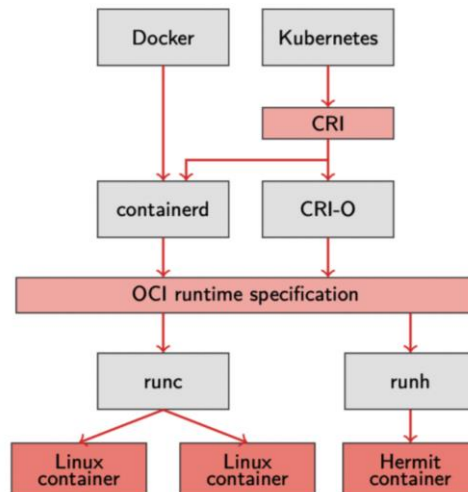 Docker
Kubernetes
CRI
containerd
CRI-O
OCI runtime specification
runc
runh
Linux
container
Linux
container
Hermit
container